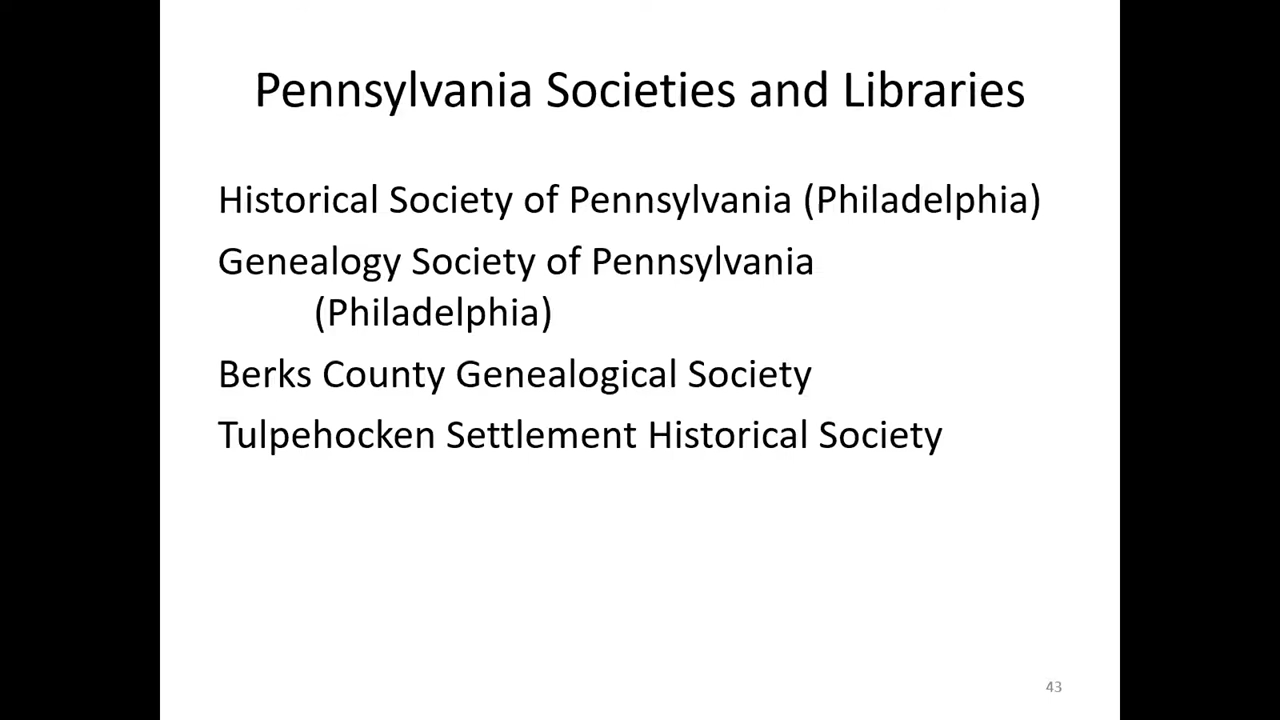 Pennsylvania Societies and Libraries
Historical Society of Pennsylvania (Philadelphia)
Genealogy Society of Pennsylvania
(Philadelphia)
Berks County Genealogical Society
Tulpehocken Settlement Historical Society
43